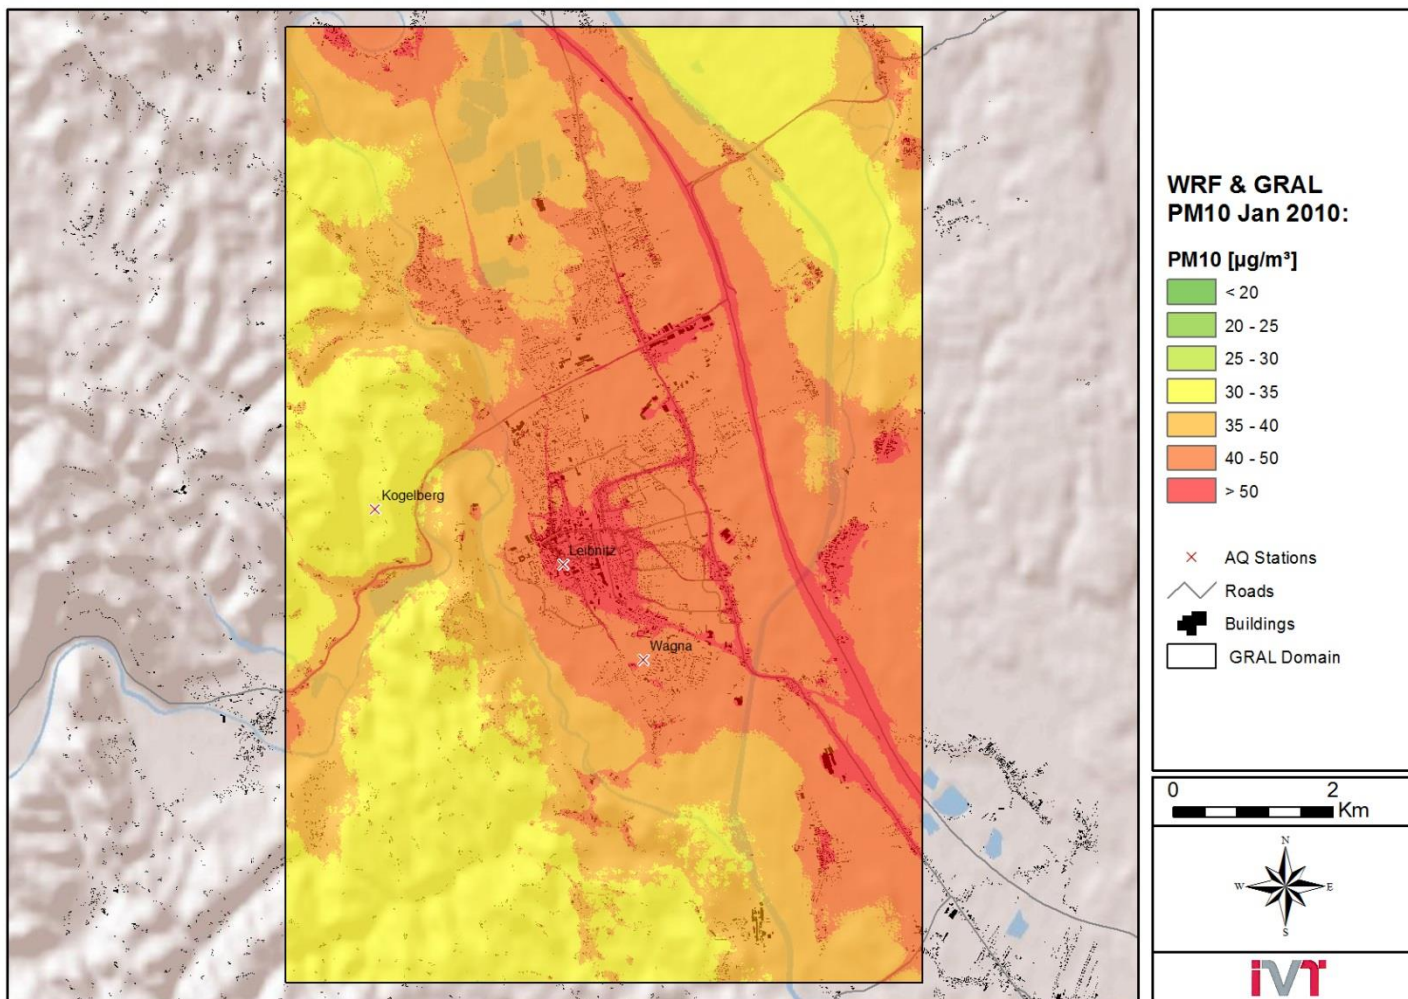 Kogelberg
Leibnitz
Wagna
WRF & GRAL
PM10 Jan 2010:
PM10 [µg/m³]
< 20
20 - 25
25 - 30
30 - 35
35 - 40
40 - 50
> 50
AQ Stations
Roads
Buildings
GRAL Domain
0 2
Km
N
W E
S
iVT